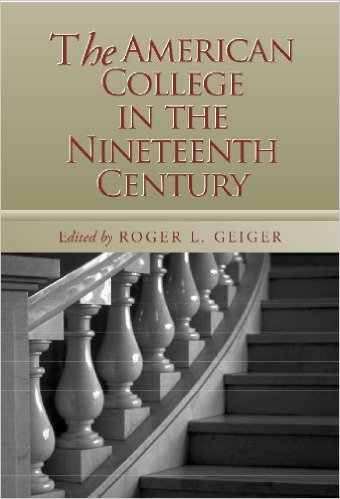 The AMERICAN
COLLEGE
IN THE
NINETEENTH
CENTURY
Edited by ROGER L. GEIGER